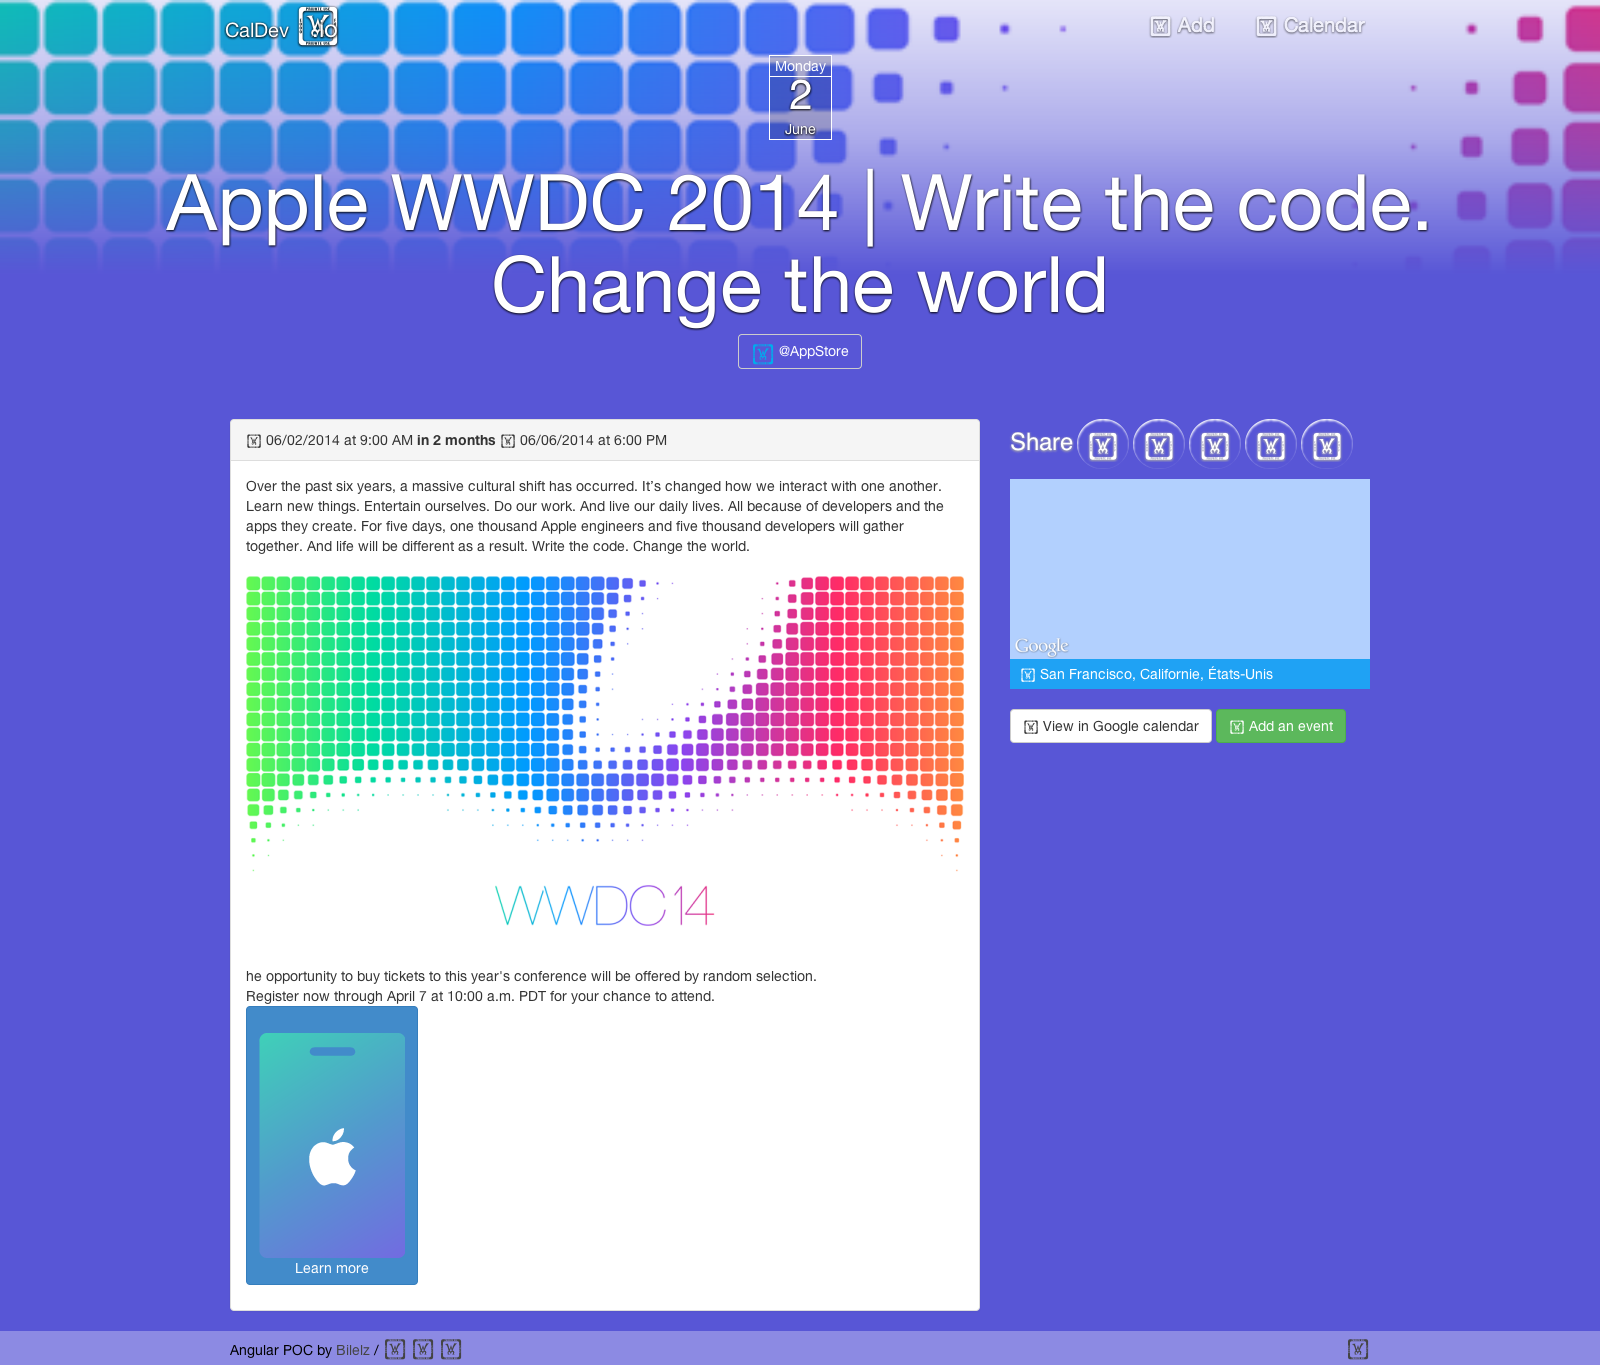 CalDev
Add
Calendar
Monday
2
June
Apple WWDC 2014 | Write the code.
Change the world
@AppStore
06/02/2014 at 9:00 AM in 2 months 06/06/2014 at 6:00 PM
Over the past six years, a massive cultural shift has occurred. It’s changed how we interact with one another.
Learn new things. Entertain ourselves. Do our work. And live our daily lives. All because of developers and the
apps they create. For five days, one thousand Apple engineers and five thousand developers will gather
together. And life will be different as a result. Write the code. Change the world.
WWDC14
he opportunity to buy tickets to this year's conference will be offered by random selection.
Register now through April 7 at 10:00 a.m. PDT for your chance to attend.
Learn more
Share
Google
San Francisco, Californie, États-Unis
View in Google calendar
Add an event
Angular POC by Bilelz /